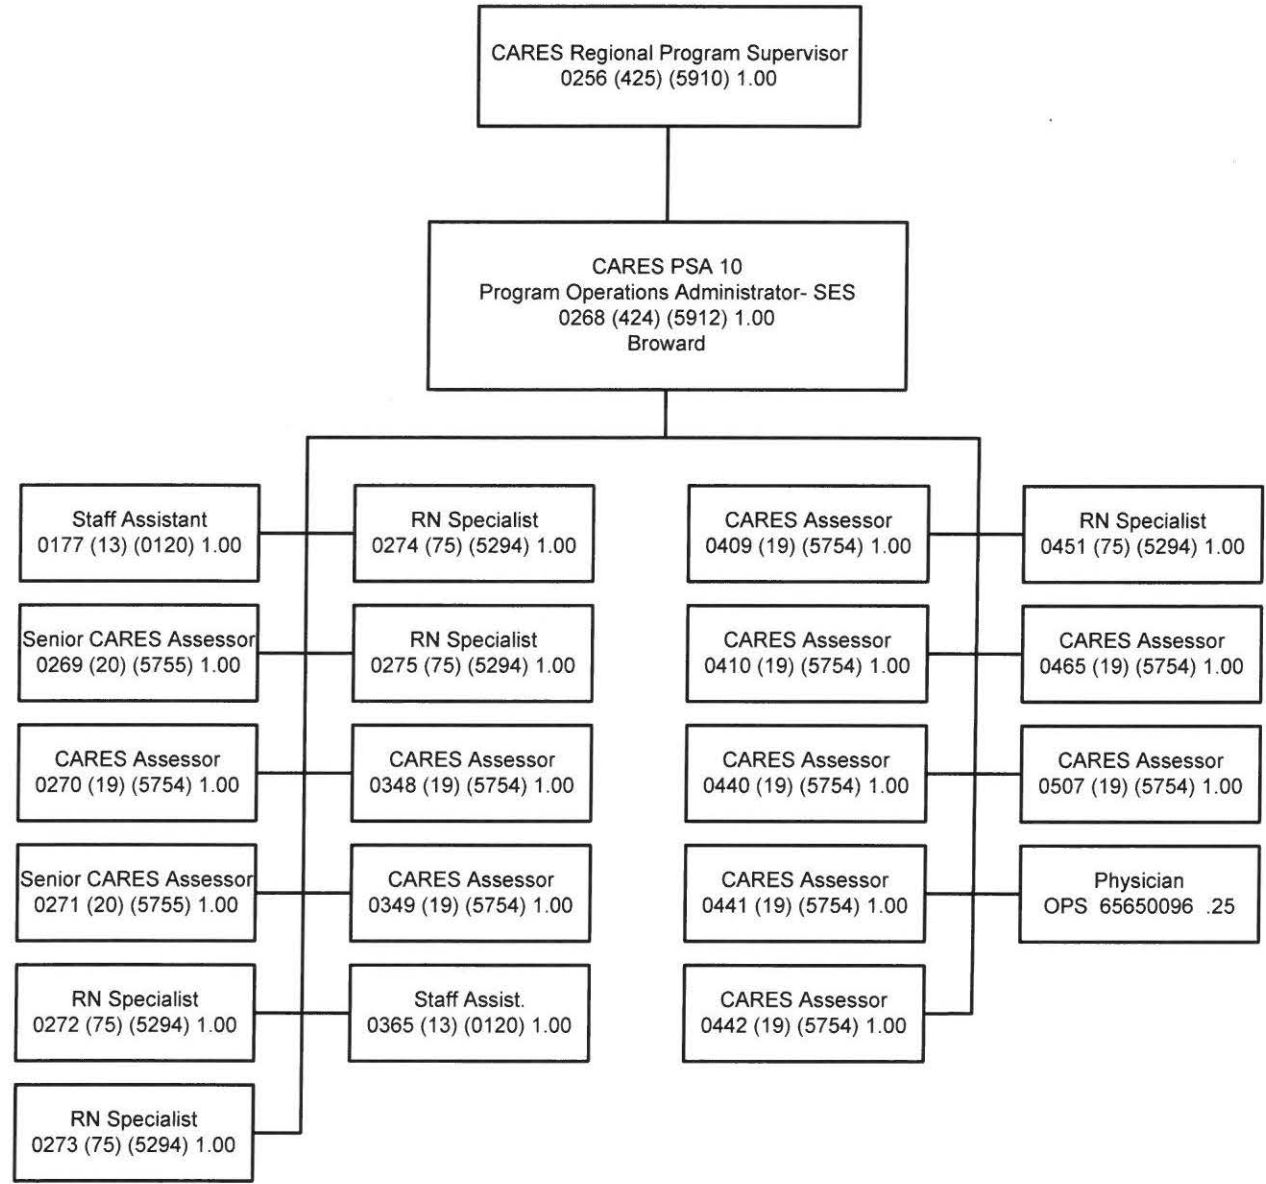 CARES Regional Program Supervisor
0256 (425) (5910) 1.00
CARES PSA 10
Program Operations Administrator- SES
0268 (424) (5912) 1.00
Broward
Staff Assistant
0177 (13) (0120) 1.00
RN Specialist
0274 (75) (5294) 1.00
CARES Assessor
0409 (19) (5754) 1.00
RN Specialist
0451 (75) (5294) 1.00
Senior CARES Assessor
0269 (20) (5755) 1.00
RN Specialist
0275 (75) (5294) 1.00
CARES Assessor
0410 (19) (5754) 1.00
CARES Assessor
0465 (19) (5754) 1.00
CARES Assessor
0270 (19) (5754) 1.00
CARES Assessor
0348 (19) (5754) 1.00
CARES Assessor
0440 (19) (5754) 1.00
CARES Assessor
0507 (19) (5754) 1.00
Senior CARES Assessor
0271 (20) (5755) 1.00
CARES Assessor
0349 (19) (5754) 1.00
CARES Assessor
0441 (19) (5754) 1.00
Physician
OPS 65650096 .25
RN Specialist
0272 (75) (5294) 1.00
Staff Assist.
0365 (13) (0120) 1.00
CARES Assessor
0442 (19) (5754) 1.00
RN Specialist
0273 (75) (5294) 1.00